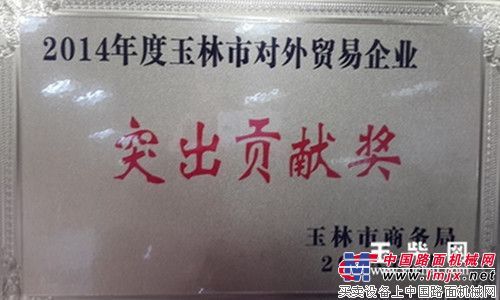 2014年度玉林市对外贸易企业
突出贡献奖
玉林市商务局
玉柴网
中国路面机械网
www.lmjx.net
买卖设备上中国路面机械网